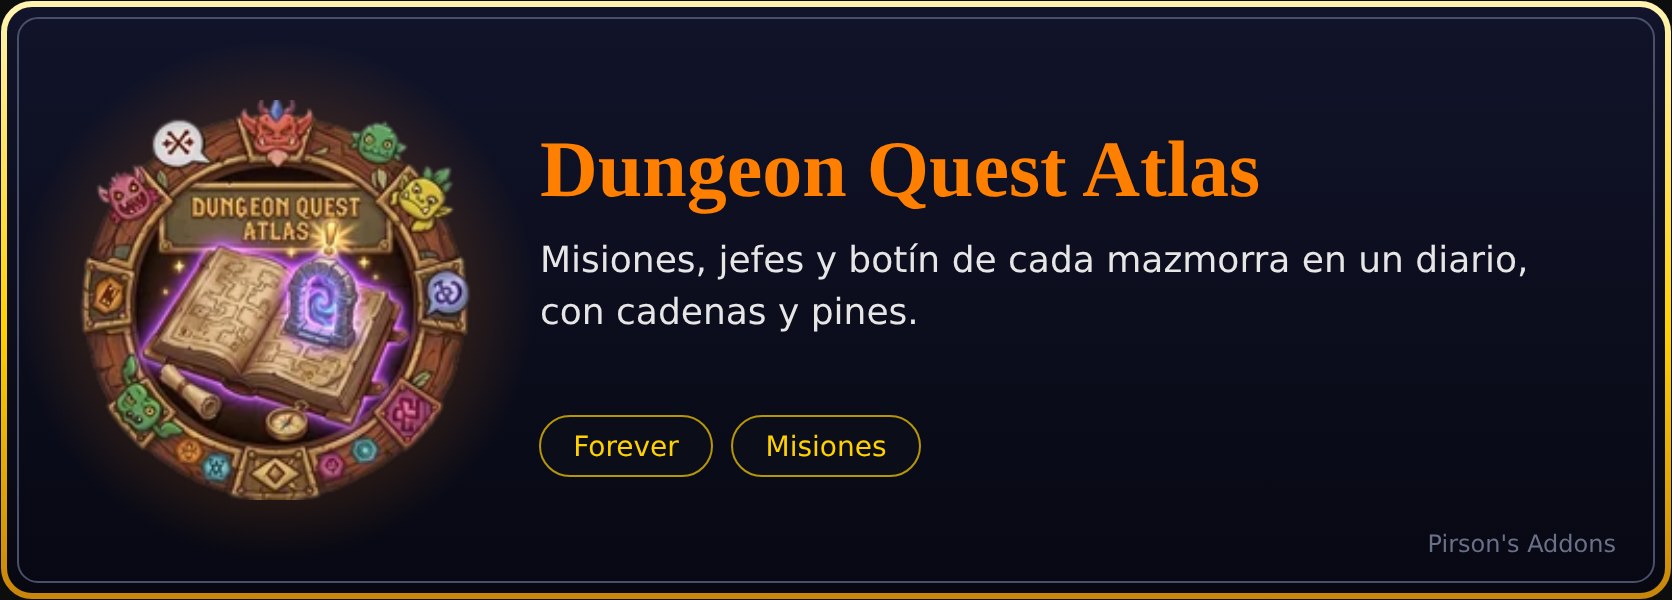 DUNGEON QUEST
ATLAS
Dungeon Quest Atlas
Misiones, jefes y botín de cada mazmorra en un diario,
con cadenas y pines.
Forever
Misiones
Pirson's Addons